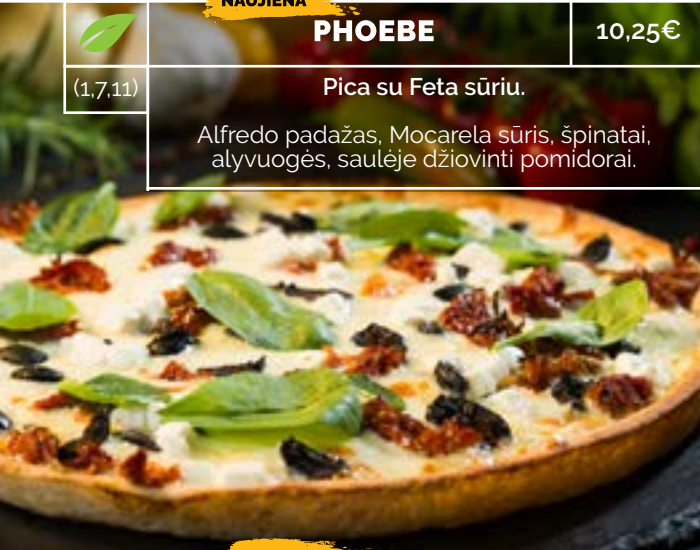 NAUJIENA
PHOEBE
10,25€
(1,7,11)
Pica su Feta sūriu.
Alfredo padažas, Mocarela sūris, špinatai,
alyvuogės, saulėje džiovinti pomidorai.